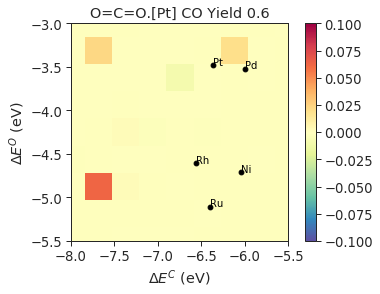 O=C=O.[Pt] CO Yield 0.6
−3.0
−3.5
−4.0
−4.5
−5.0
−5.5
ΔE^O (eV)
Pt
Pd
Rh
Ni
Ru
−8.0 −7.5 −7.0 −6.5 −6.0 −5.5
ΔE^C (eV)
0.100
0.075
0.050
0.025
0.000
−0.025
−0.050
−0.075
−0.100